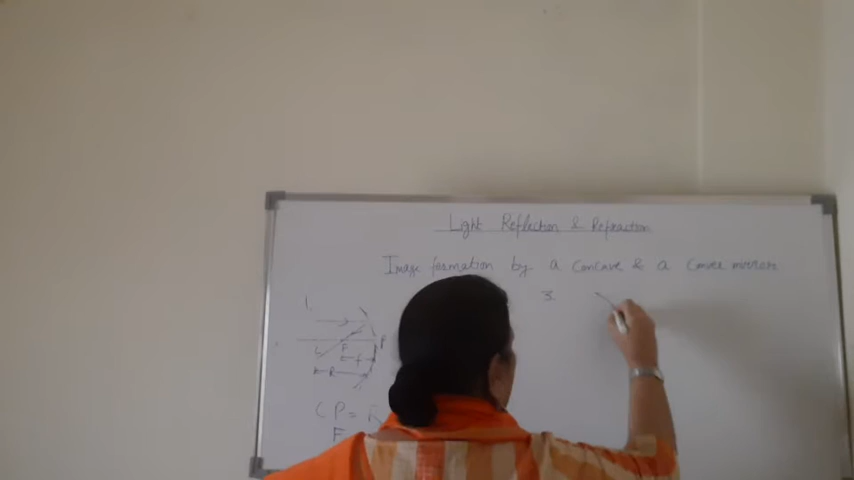 Light Reflection & Refraction
Image formation by a concave & a convex mirror
1.
3.
P
F
f
R
CP = R
F